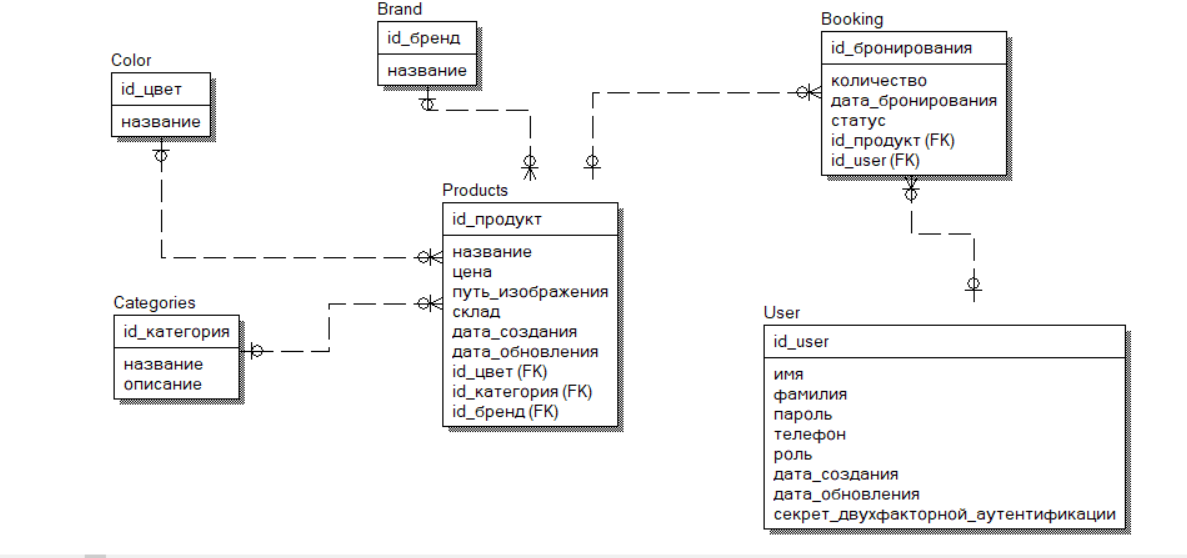 Brand
id_бренд
название
Booking
id_бронирования
количество
дата_бронирования
статус
id_продукт (FK)
id_user (FK)
Color
id_цвет
название
Products
id_продукт
название
цена
путь_изображения
склад
дата_создания
дата_обновления
id_цвет (FK)
id_категория (FK)
id_бренд (FK)
Categories
id_категория
название
описание
User
id_user
имя
фамилия
пароль
телефон
роль
дата_создания
дата_обновления
секрет_двухфакторной_аутентификации